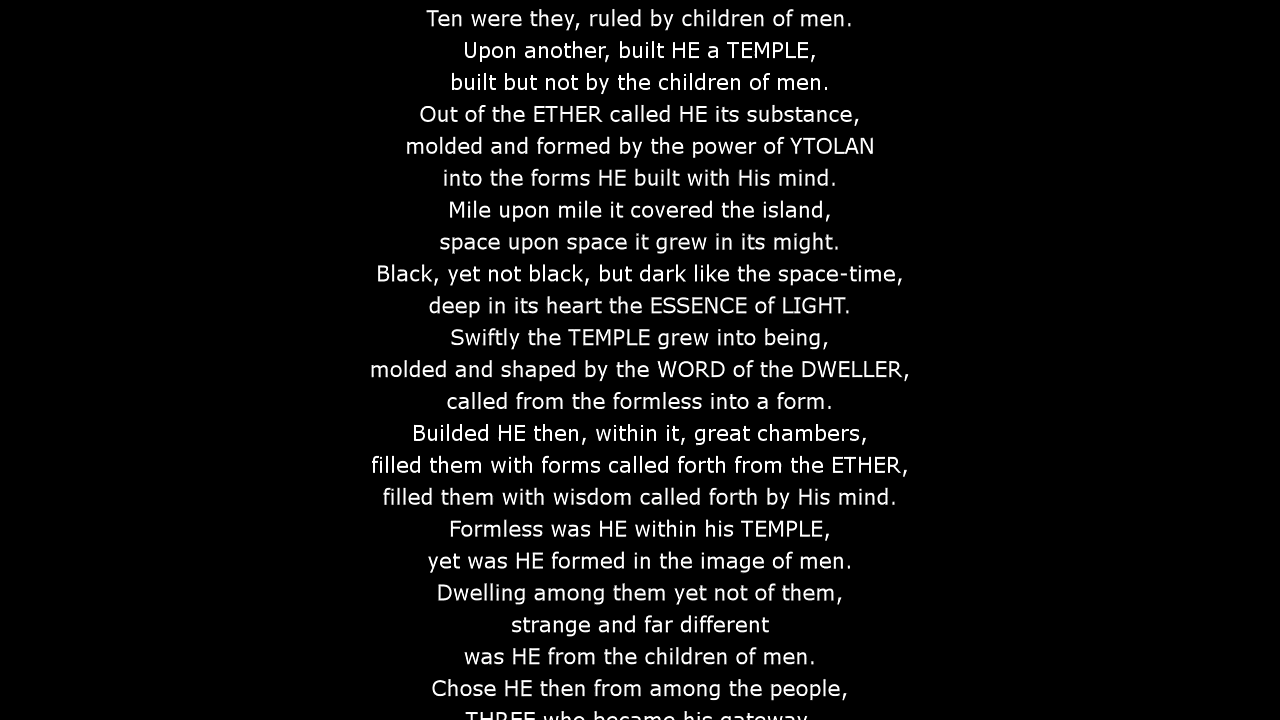 Ten were they, ruled by children of men.
Upon another, built HE a TEMPLE,
built but not by the children of men.
Out of the ETHER called HE its substance,
molded and formed by the power of YTOLAN
into the forms HE built with His mind.
Mile upon mile it covered the island,
space upon space it grew in its might.
Black, yet not black, but dark like the space-time,
deep in its heart the ESSENCE of LIGHT.
Swiftly the TEMPLE grew into being,
molded and shaped by the WORD of the DWELLER,
called from the formless into a form.
Builded HE then, within it, great chambers,
filled them with forms called forth from the ETHER,
filled them with wisdom called forth by His mind.
Formless was HE within his TEMPLE,
yet was HE formed in the image of men.
Dwelling among them yet not of them,
strange and far different
was HE from the children of men.
Chose HE then from among the people,
THREE who became his gateway.